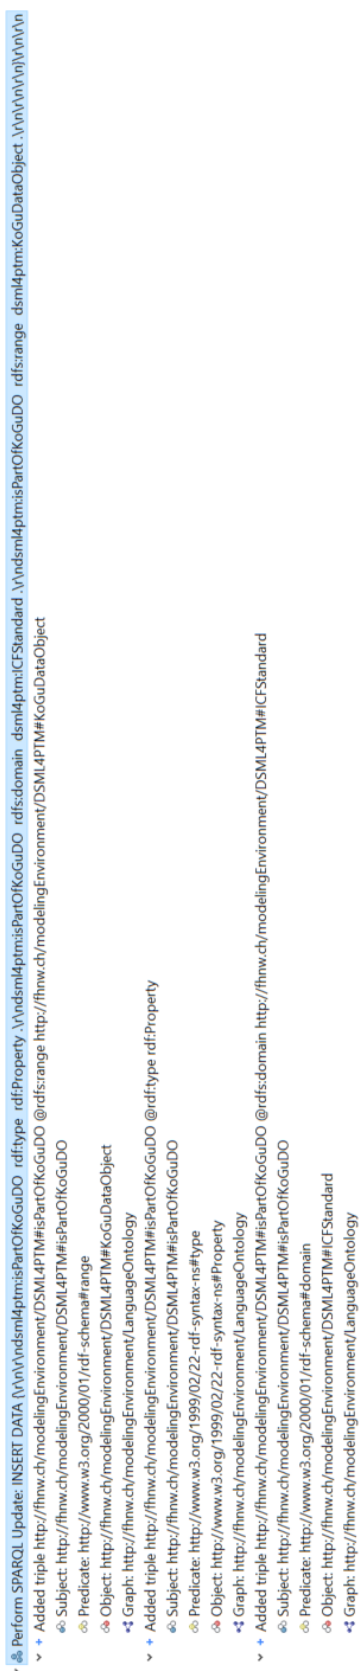 Perform SPARQL Update: INSERT DATA {\r\n\r\ndsml4ptm:isPartOfKoGuDO rdf:type rdf:Property .\r\ndsml4ptm:isPartOfKoGuDO rdfs:domain dsml4ptm:ICFStandard .\r\ndsml4ptm:isPartOfKoGuDO rdfs:range dsml4ptm:KoGuDataObject .\r\n\r\n\r\n}\r\n\r\n
Added triple http://fhnw.ch/modelingEnvironment/DSML4PTM#isPartOfKoGuDO @rdfs:range http://fhnw.ch/modelingEnvironment/DSML4PTM#KoGuDataObject
Subject: http://fhnw.ch/modelingEnvironment/DSML4PTM#isPartOfKoGuDO
Predicate: http://www.w3.org/2000/01/rdf-schema#range
Object: http://fhnw.ch/modelingEnvironment/DSML4PTM#KoGuDataObject
Graph: http://fhnw.ch/modelingEnvironment/LanguageOntology
Added triple http://fhnw.ch/modelingEnvironment/DSML4PTM#isPartOfKoGuDO @rdf:type rdf:Property
Subject: http://fhnw.ch/modelingEnvironment/DSML4PTM#isPartOfKoGuDO
Predicate: http://www.w3.org/1999/02/22-rdf-syntax-ns#type
Object: http://www.w3.org/1999/02/22-rdf-syntax-ns#Property
Graph: http://fhnw.ch/modelingEnvironment/LanguageOntology
Added triple http://fhnw.ch/modelingEnvironment/DSML4PTM#isPartOfKoGuDO @rdfs:domain http://fhnw.ch/modelingEnvironment/DSML4PTM#ICFStandard
Subject: http://fhnw.ch/modelingEnvironment/DSML4PTM#isPartOfKoGuDO
Predicate: http://www.w3.org/2000/01/rdf-schema#domain
Object: http://fhnw.ch/modelingEnvironment/DSML4PTM#ICFStandard
Graph: http://fhnw.ch/modelingEnvironment/LanguageOntology